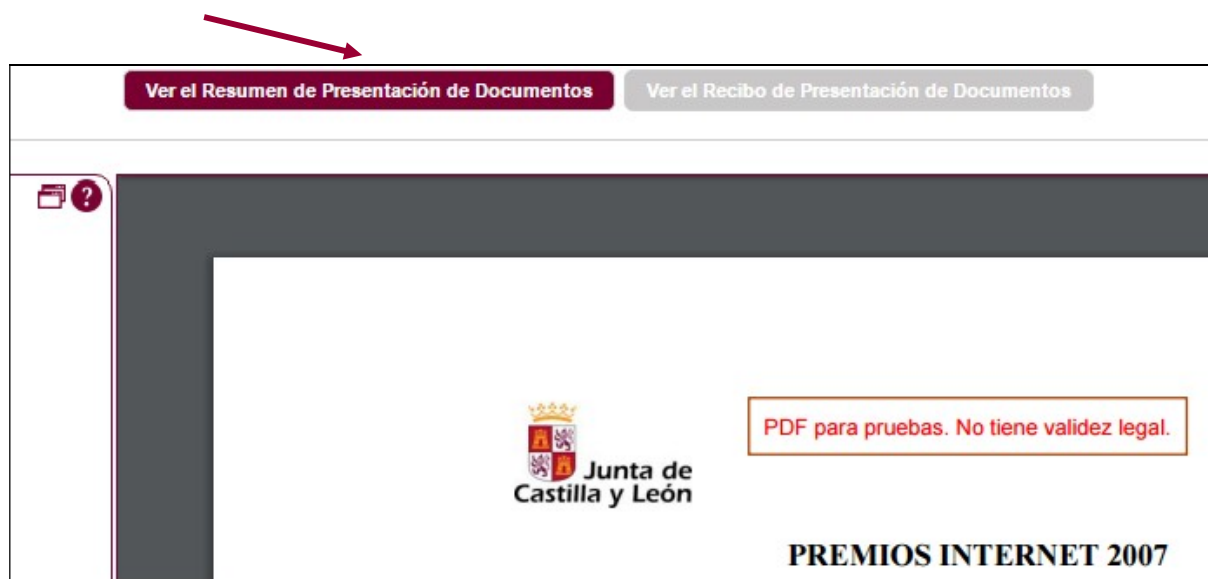 Ver el Resumen de Presentación de Documentos
Ver el Recibo de Presentación de Documentos
?
PDF para pruebas. No tiene validez legal.
Junta de
Castilla y León
PREMIOS INTERNET 2007